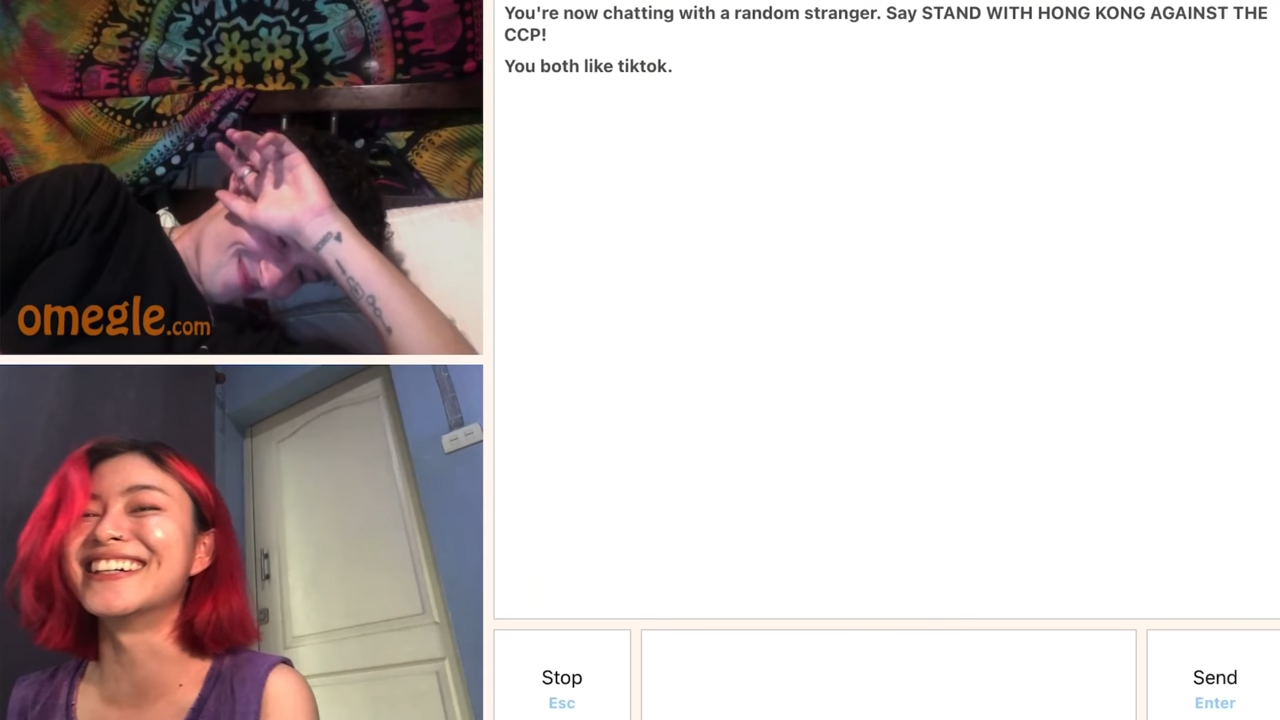 You're now chatting with a random stranger. Say STAND WITH HONG KONG AGAINST THE
CCP!
You both like tiktok.
omegle.com
Stop
Esc
Send
Enter